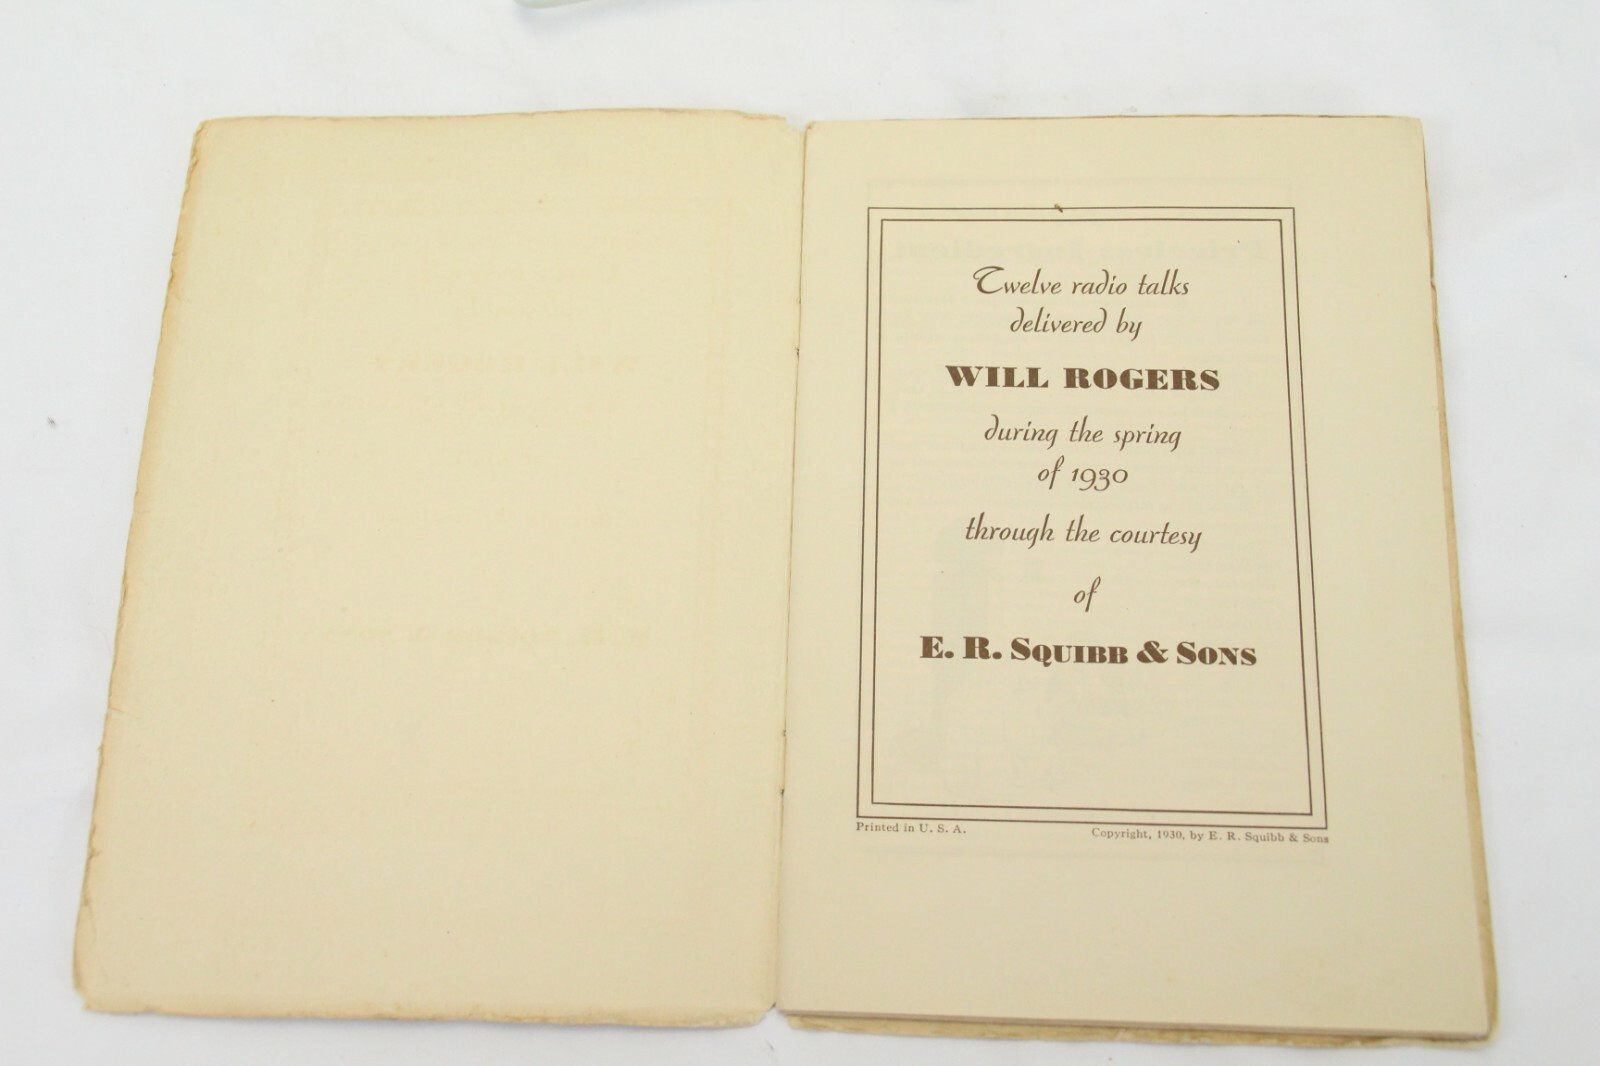 Twelve radio talks
delivered by
WILL ROGERS
during the spring
of 1930
through the courtesy
of
E. R. SQUIBB & SONS
Printed in U. S. A.
Copyright, 1930, by E. R. Squibb & Sons